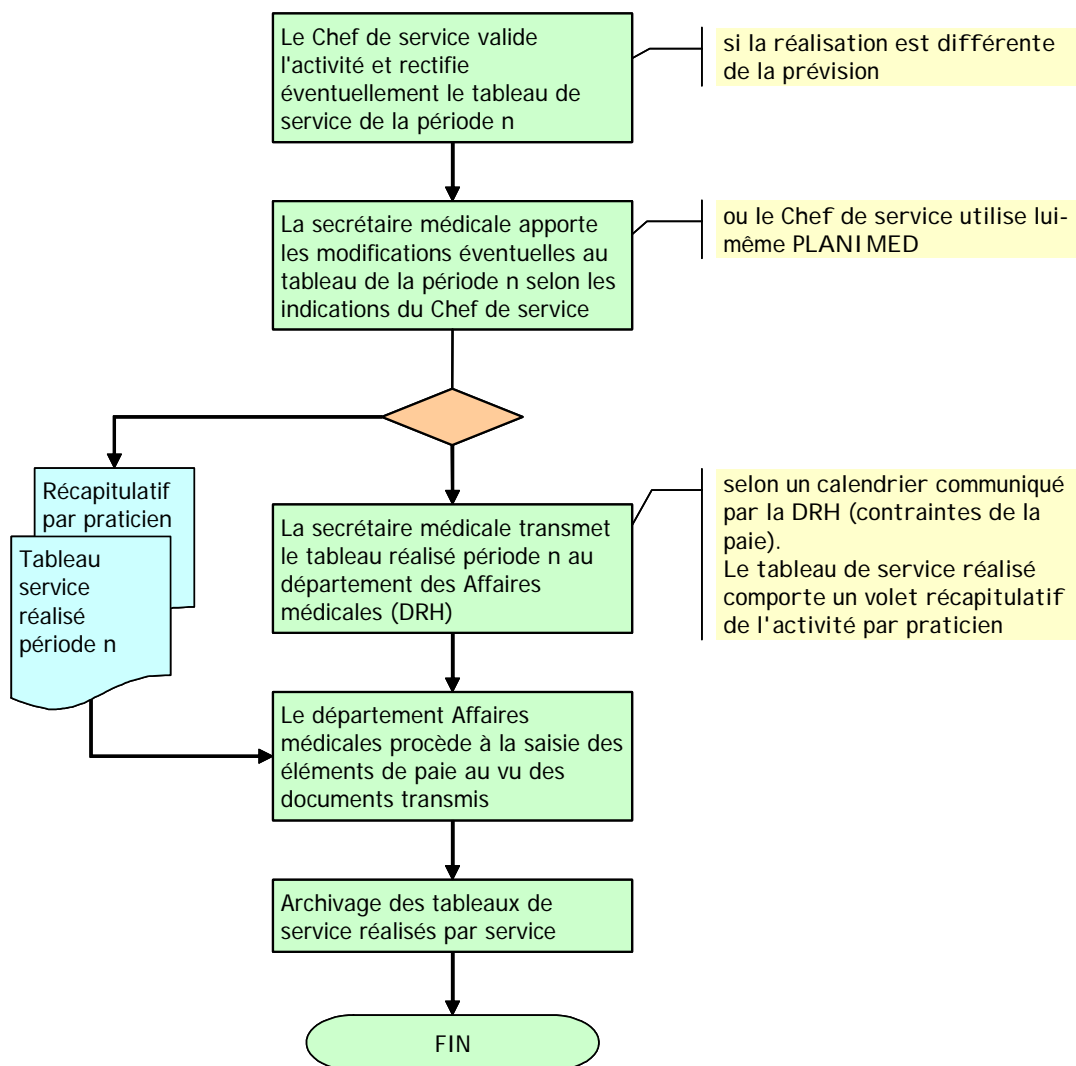 Le Chef de service valide
l'activité et rectifie
éventuellement le tableau de
service de la période n
si la réalisation est différente
de la prévision
La secrétaire médicale apporte
les modifications éventuelles au
tableau de la période n selon les
indications du Chef de service
ou le Chef de service utilise lui-
même PLANIMED
Récapitulatif
par praticien
Tableau
service
réalisé
période n
La secrétaire médicale transmet
le tableau réalisé période n au
département des Affaires
médicales (DRH)
selon un calendrier communiqué
par la DRH (contraintes de la
paie).
Le tableau de service réalisé
comporte un volet récapitulatif
de l'activité par praticien
Le département Affaires
médicales procède à la saisie des
éléments de paie au vu des
documents transmis
Archivage des tableaux de
service réalisés par service
FIN